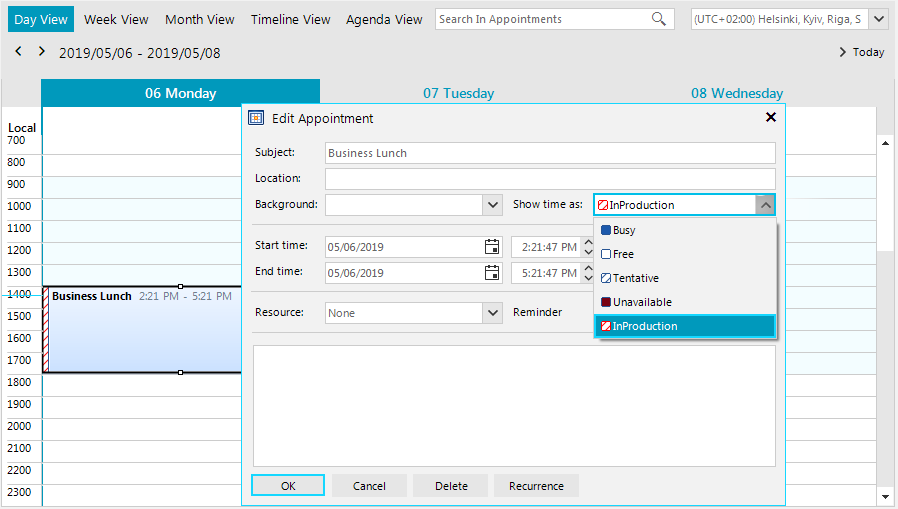 Day View Week View Month View Timeline View Agenda View Search In Appointments (UTC+02:00) Helsinki, Kyiv, Riga, S
2019/05/06 - 2019/05/08 Today
06 Monday 07 Tuesday 08 Wednesday
Local
700
800
900
1000
1100
1200
1300
1400
1500
1600
1700
1800
1900
2000
2100
2200
2300
Business Lunch 2:21 PM - 5:21 PM
Edit Appointment
Subject: Business Lunch
Location:
Background: Show time as: InProduction
Busy
Free
Tentative
Unavailable
InProduction
Start time: 05/06/2019 2:21:47 PM
End time: 05/06/2019 5:21:47 PM
Resource: None Reminder
OK Cancel Delete Recurrence